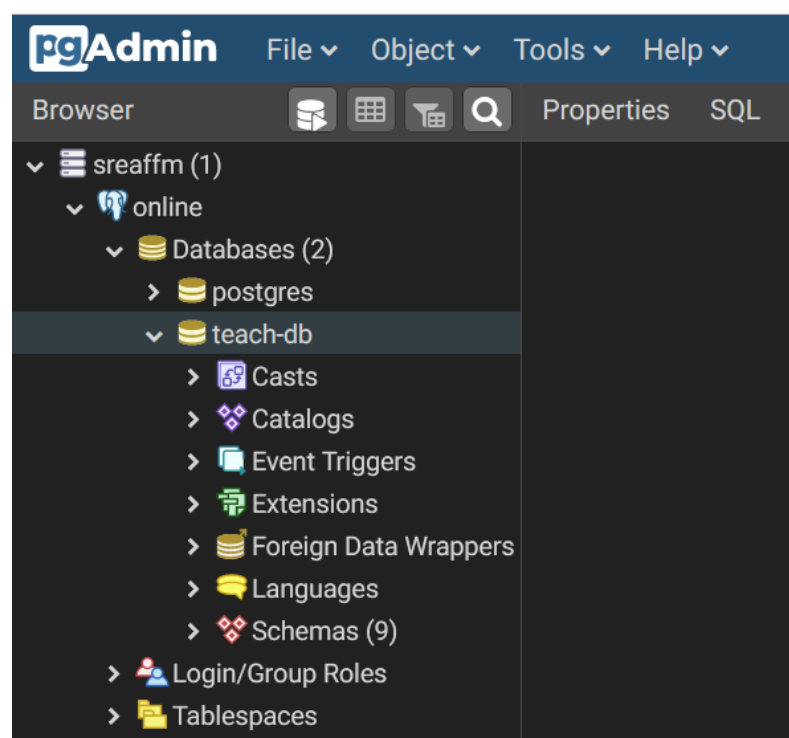 pgAdmin File Object Tools Help
Browser Properties SQL
sreaffm (1)
online
Databases (2)
postgres
teach-db
Casts
Catalogs
Event Triggers
Extensions
Foreign Data Wrappers
Languages
Schemas (9)
Login/Group Roles
Tablespaces